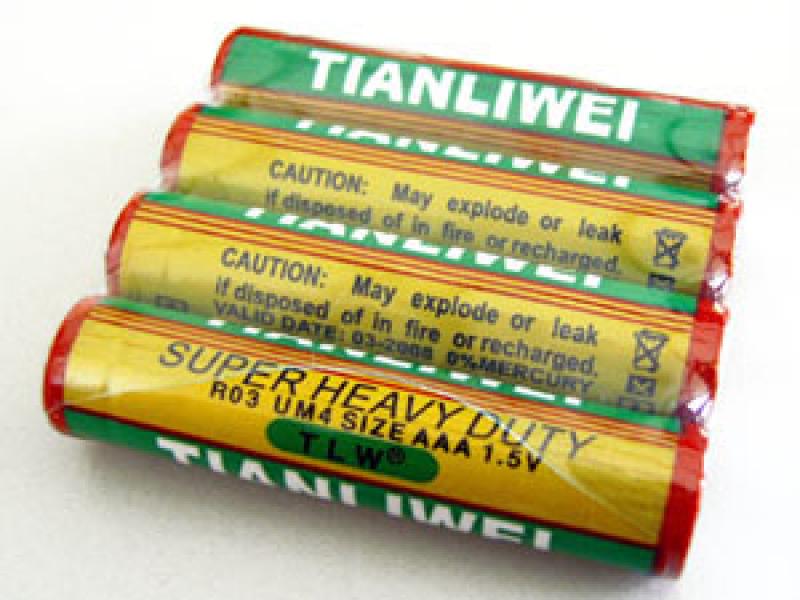 TIANLIWEI
TIANLIWEI
CAUTION: May explode or leak
if disposed of in fire or recharged.
TIANLIWEI
CAUTION: May explode or leak
if disposed of in fire or recharged.
VALID DATE: 03-2008 0%MERCURY
SUPER HEAVY DUTY
R03 UM4 SIZE AAA 1.5V
TLW®
TIANLIWEI